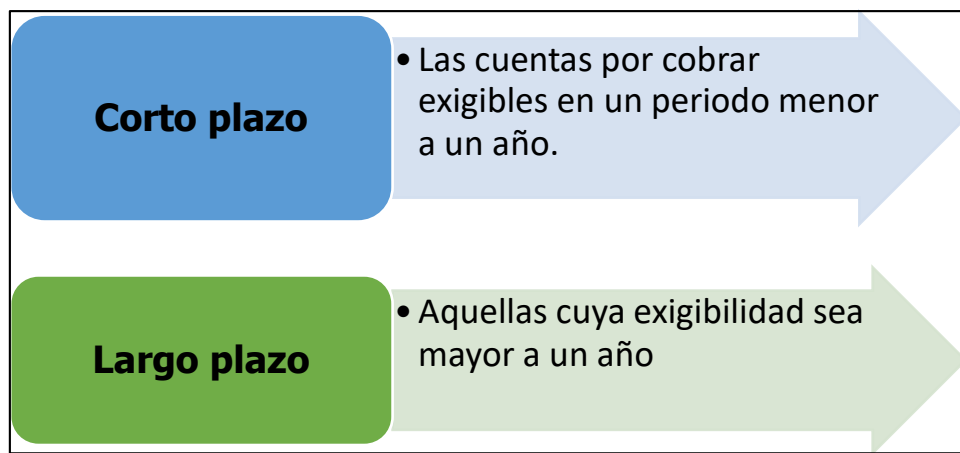 Corto plazo
• Las cuentas por cobrar
exigibles en un periodo menor
a un año.
Largo plazo
• Aquellas cuya exigibilidad sea
mayor a un año